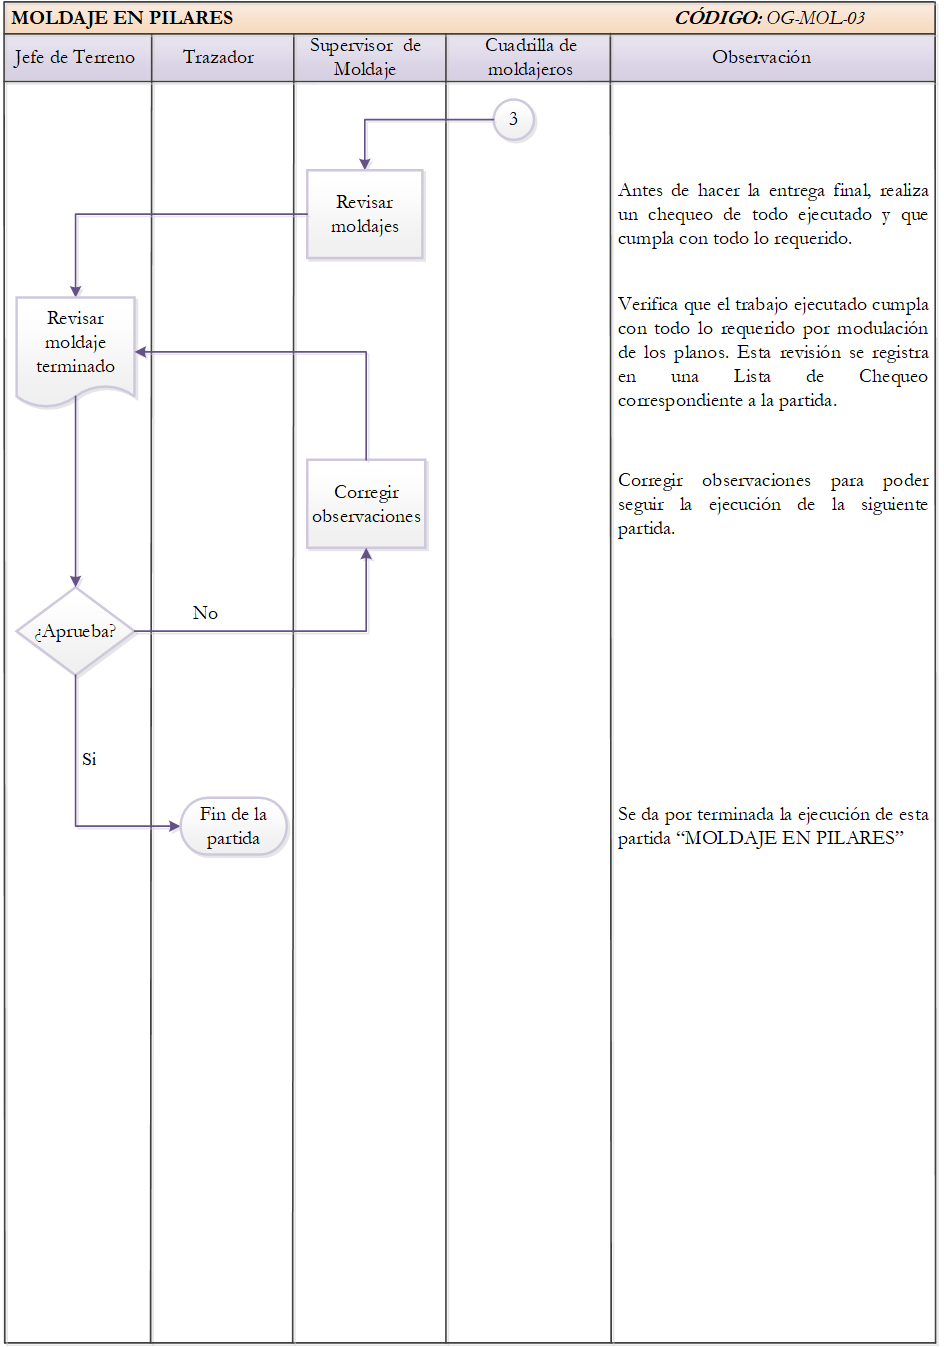 MOLDAJE EN PILARES
CÓDIGO: OG-MOL-03
Jefe de Terreno
Trazador
Supervisor de
Moldaje
Cuadrilla de
moldajeros
Observación
3
Revisar
moldajes
Antes de hacer la entrega final, realiza
un chequeo de todo ejecutado y que
cumpla con todo lo requerido.
Revisar
moldaje
terminado
Verifica que el trabajo ejecutado cumpla
con todo lo requerido por modulación
de los planos. Esta revisión se registra
en una Lista de Chequeo
correspondiente a la partida.
Corregir
observaciones
Corregir observaciones para poder
seguir la ejecución de la siguiente
partida.
¿Aprueba?
No
Si
Fin de la
partida
Se da por terminada la ejecución de esta
partida “MOLDAJE EN PILARES”